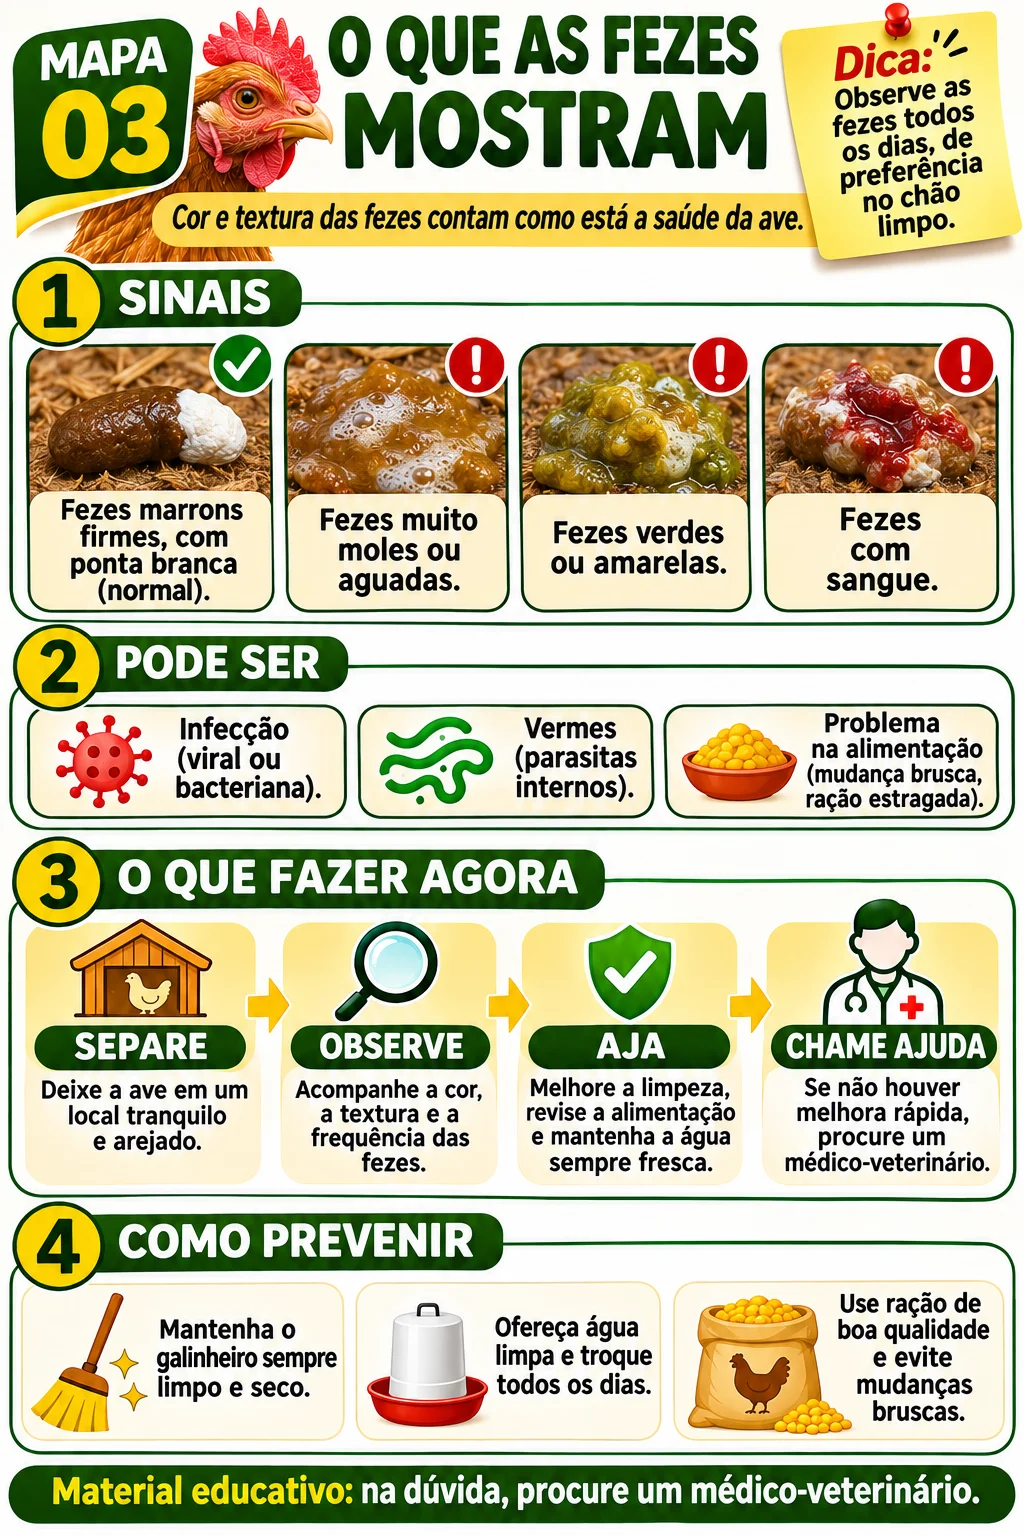 MAPA
03
O QUE AS FEZES
MOSTRAM
Cor e textura das fezes contam como está a saúde da ave.
Dica:
Observe as
fezes todos
os dias, de
preferência
no chão
limpo.
1 SINAIS
Fezes marrons
firmes, com
ponta branca
(normal).
Fezes muito
moles ou
aguadas.
Fezes verdes
ou amarelas.
Fezes
com
sangue.
2 PODE SER
Infecção
(viral ou
bacteriana).
Vermes
(parasitas
internos).
Problema
na alimentação
(mudança brusca,
ração estragada).
3 O QUE FAZER AGORA
SEPARE
Deixe a ave em um
local tranquilo
e arejado.
OBSERVE
Acompanhe a cor,
a textura e a
frequência das
fezes.
AJA
Melhore a limpeza,
revise a alimentação
e mantenha a água
sempre fresca.
CHAME AJUDA
Se não houver
melhora rápida,
procure um
médico-veterinário.
4 COMO PREVENIR
Mantenha o
galinheiro sempre
limpo e seco.
Ofereça água
limpa e troque
todos os dias.
Use ração de
boa qualidade
e evite
mudanças
bruscas.
Material educativo: na dúvida, procure um médico-veterinário.